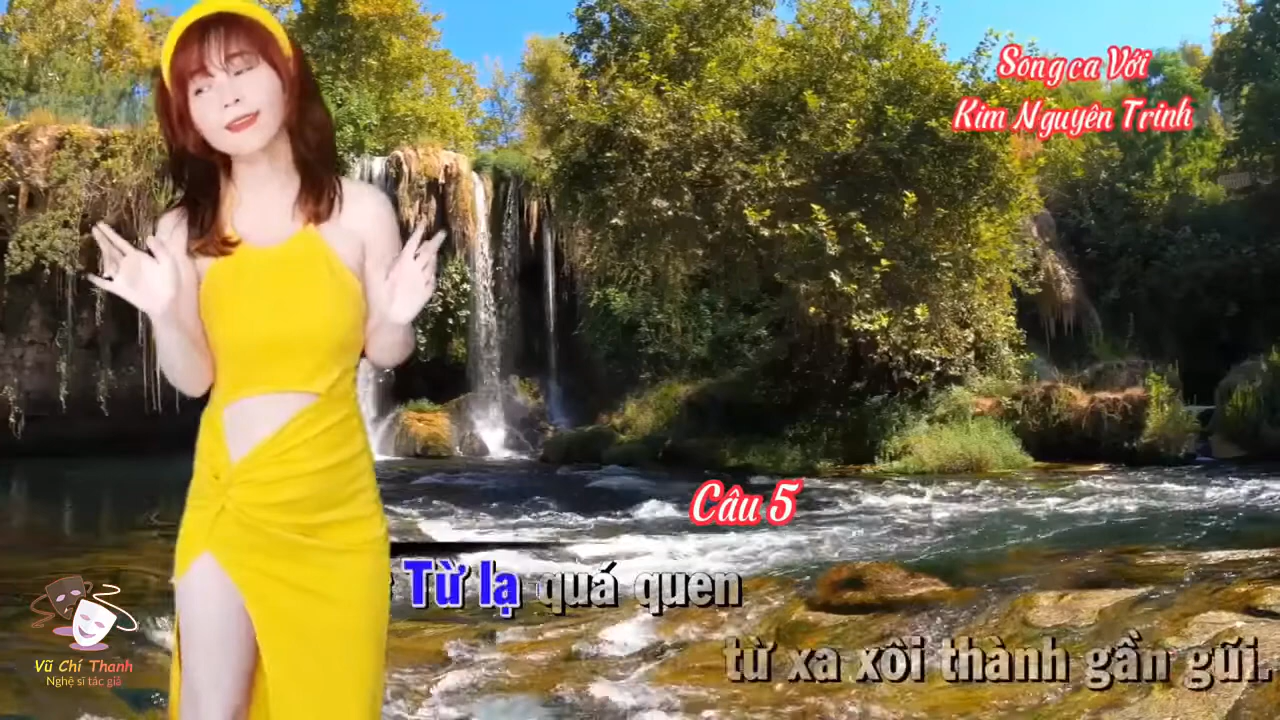 Song ca Với
Kim Nguyên Trinh
Câu 5
Từ lạ quá quen
từ xa xôi thành gần gũi.
Vũ Chí Thanh
Nghệ sĩ tác giả